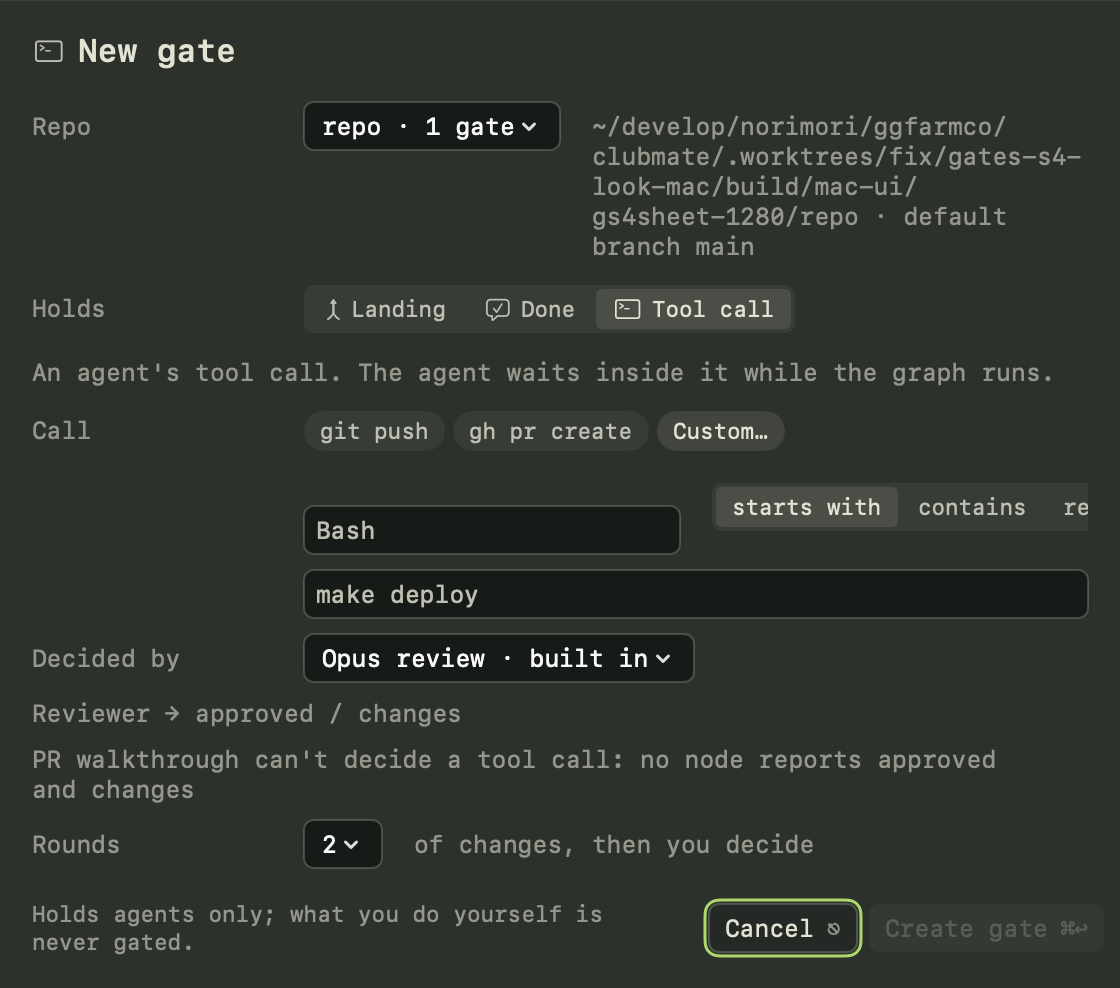 New gate
Repo
repo · 1 gate
~/develop/norimori/ggfarmco/
clubmate/.worktrees/fix/gates-s4-
look-mac/build/mac-ui/
gs4sheet-1280/repo · default
branch main
Holds
Landing
Done
Tool call
An agent's tool call. The agent waits inside it while the graph runs.
Call
git push
gh pr create
Custom…
starts with
contains
re
Bash
make deploy
Decided by
Opus review · built in
Reviewer → approved / changes
PR walkthrough can't decide a tool call: no node reports approved
and changes
Rounds
2
of changes, then you decide
Holds agents only; what you do yourself is
never gated.
Cancel ⎋
Create gate ⌘↩